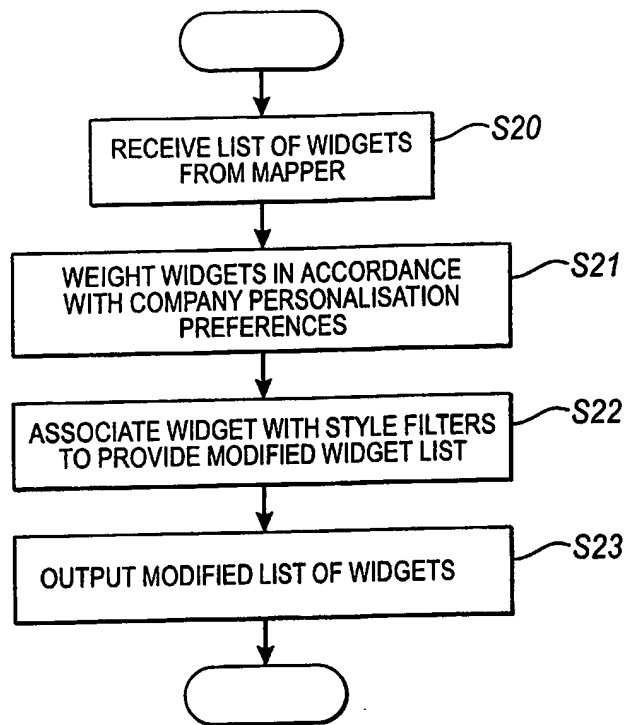 RECEIVE LIST OF WIDGETS
FROM MAPPER
S20
WEIGHT WIDGETS IN ACCORDANCE
WITH COMPANY PERSONALISATION
PREFERENCES
S21
ASSOCIATE WIDGET WITH STYLE FILTERS
TO PROVIDE MODIFIED WIDGET LIST
S22
OUTPUT MODIFIED LIST OF WIDGETS
S23